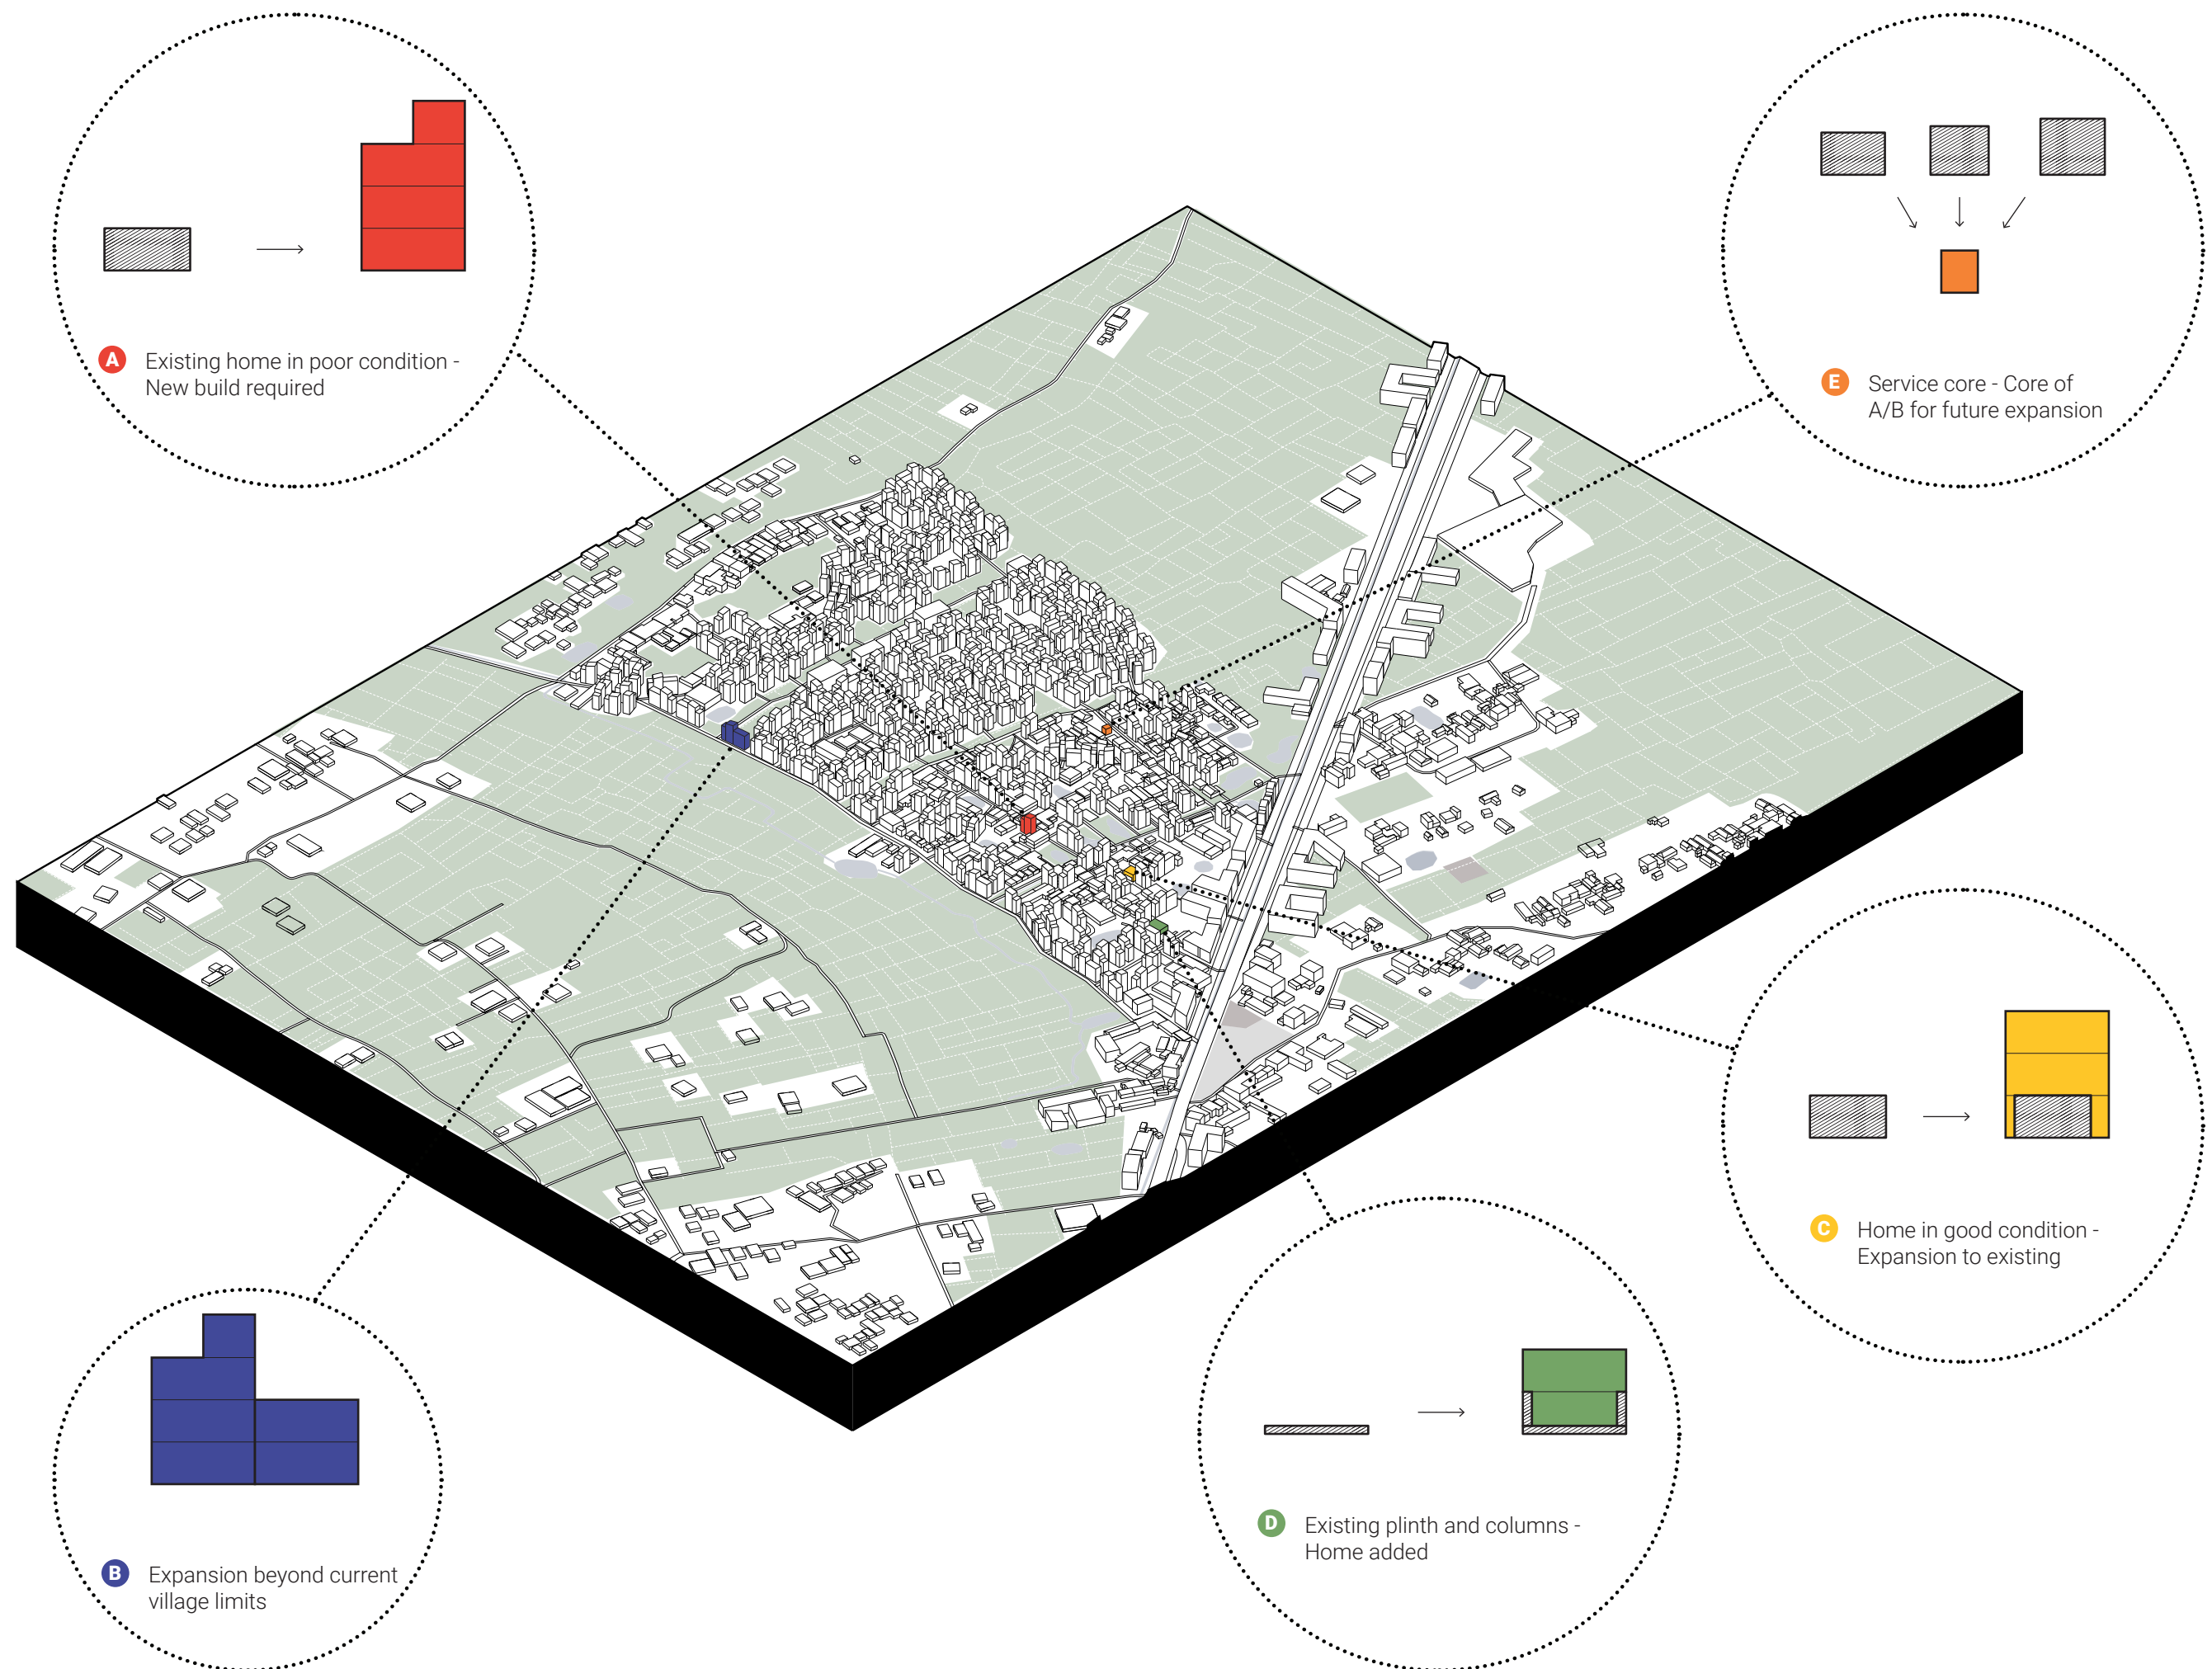 A Existing home in poor condition -
New build required
E Service core - Core of
A/B for future expansion
C Home in good condition -
Expansion to existing
D Existing plinth and columns -
Home added
B Expansion beyond current
village limits